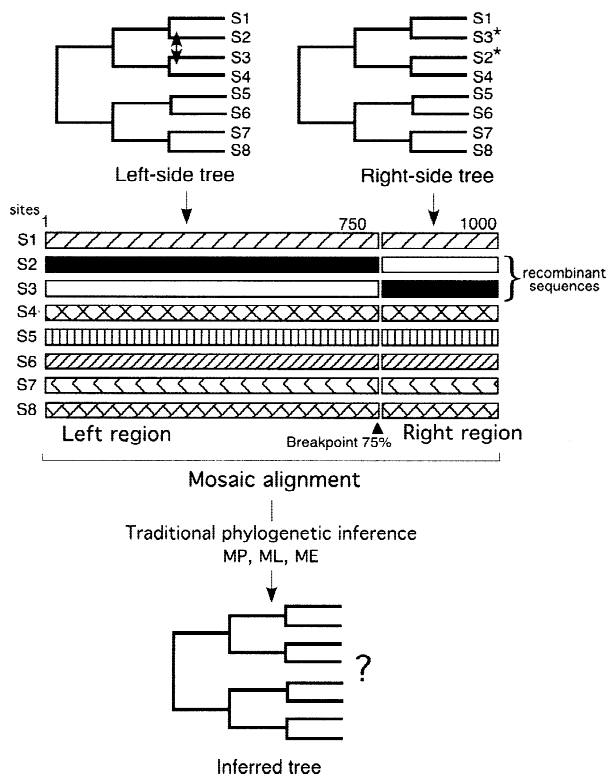 S1
S2
S3
S4
S5
S6
S7
S8
Left-side tree
S1
S3*
S2*
S4
S5
S6
S7
S8
Right-side tree
sites
1 750 1000
S1
S2
S3
recombinant
sequences
S4
S5
S6
S7
S8
Left region
Breakpoint 75%
Right region
Mosaic alignment
Traditional phylogenetic inference
MP, ML, ME
?
Inferred tree